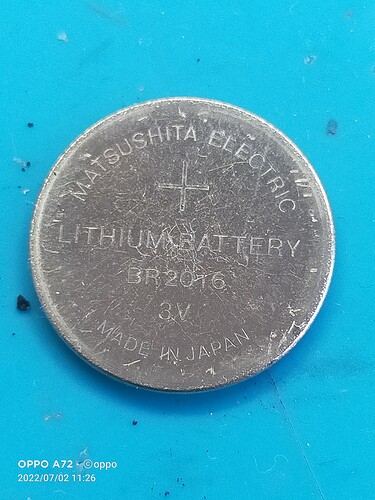 MATSUSHITA ELECTRIC
+
LITHIUM BATTERY
BR2016
3V
MADE IN JAPAN
OPPO A72 · ©oppo
2022/07/02 11:26